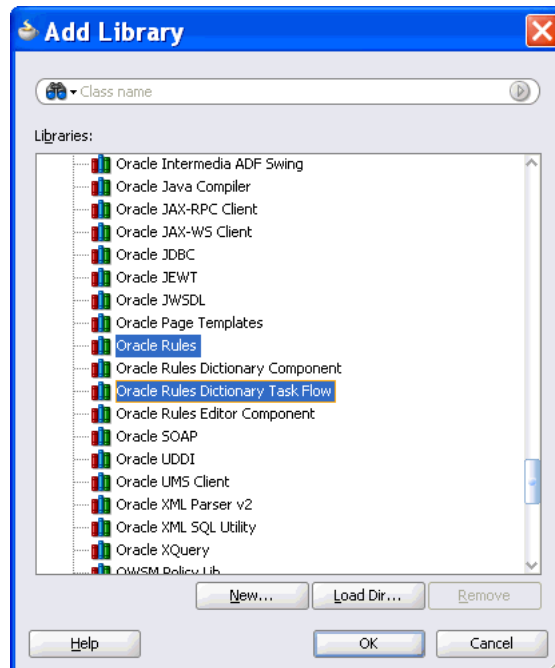 Add Library
Class name
Libraries:
Oracle Intermedia ADF Swing
Oracle Java Compiler
Oracle JAX-RPC Client
Oracle JAX-WS Client
Oracle JDBC
Oracle JEWT
Oracle JWSDL
Oracle Page Templates
Oracle Rules
Oracle Rules Dictionary Component
Oracle Rules Dictionary Task Flow
Oracle Rules Editor Component
Oracle SOAP
Oracle UDDI
Oracle UMS Client
Oracle XML Parser v2
Oracle XML SQL Utility
Oracle XQuery
OWSM Policy Lib
New... Load Dir... Remove
Help OK Cancel